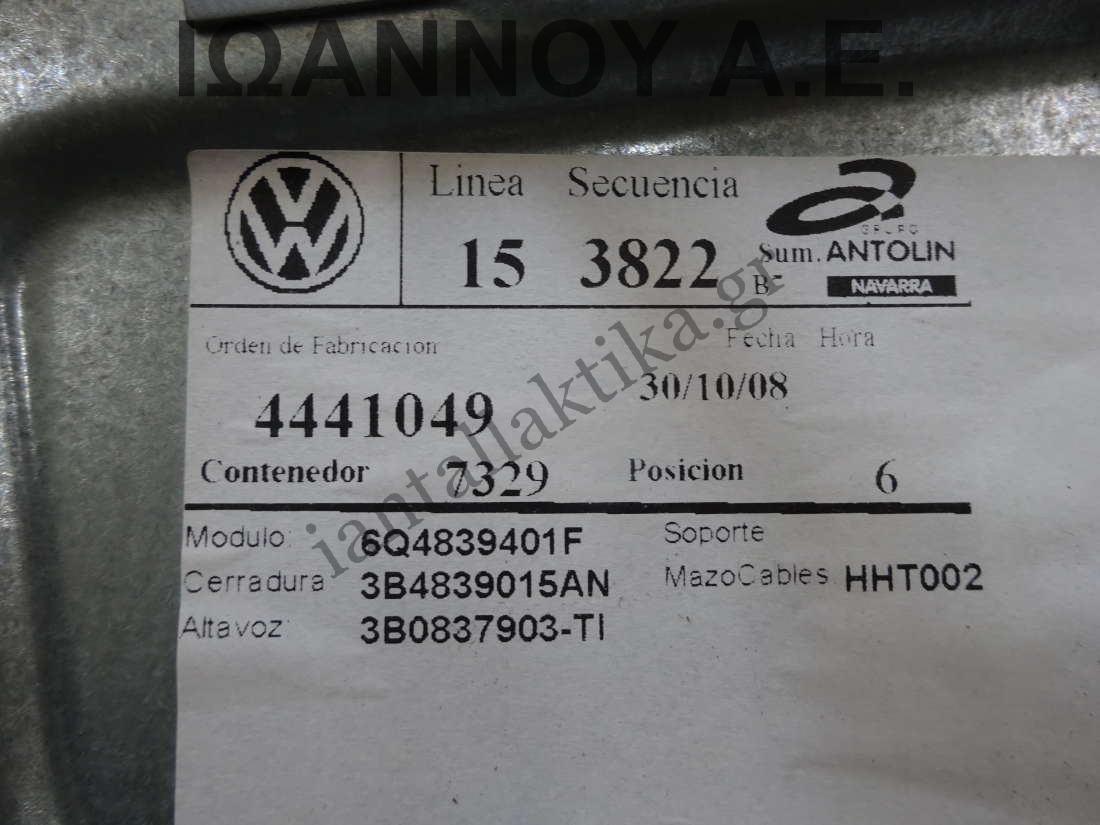 ΙΩΑΝΝΟΥ Α.Ε.
Linea Secuencia
GRUPO
15 3822 Sum. ANTOLIN
NAVARRA
Orden de Fabricacion Fecha Hora
4441049 30/10/08
Contenedor 7329 Posicion 6
Modulo: 6Q4839401F Soporte
Cerradura 3B4839015AN MazoCables HHT002
Altavoz: 3B0837903-TI
iantallaktika.gr